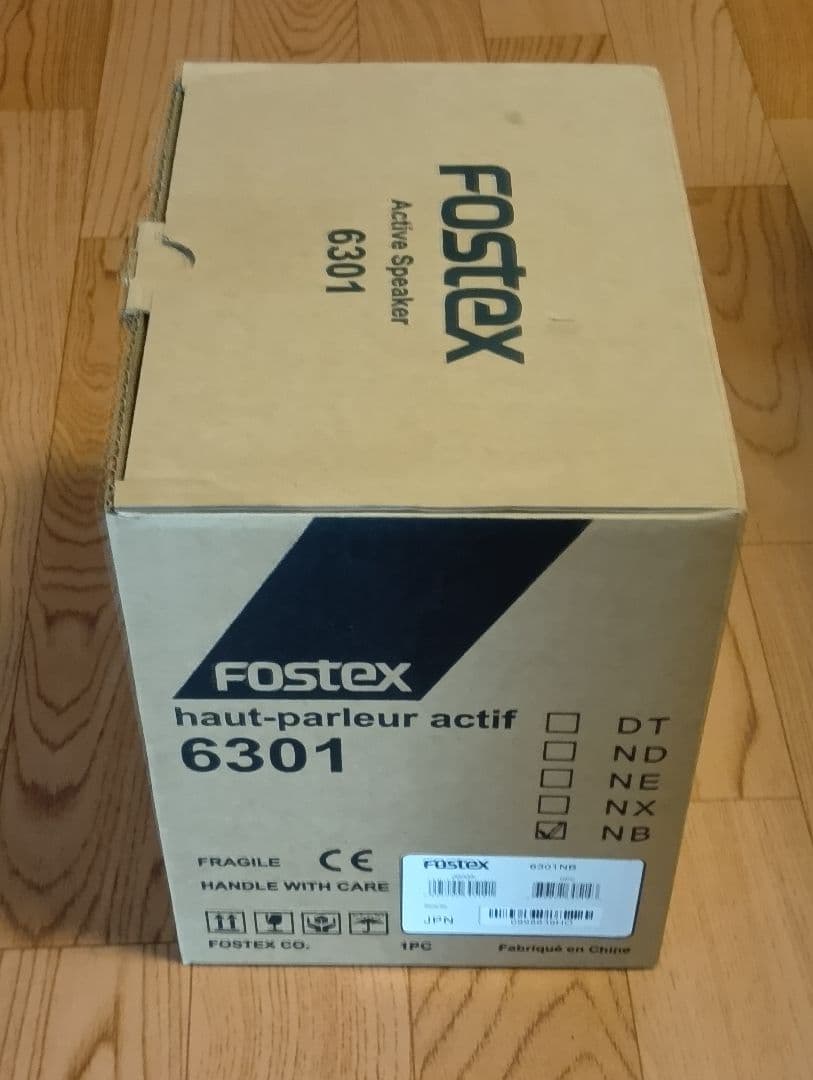 FOSTEX
Active Speaker
6301
FOSTEX
haut-parleur actif
6301
DT
ND
NE
NX
NB
FRAGILE CE
HANDLE WITH CARE
FOSTEX 6301NB
JPN
FOSTEX CO. 1PC Fabriqué en Chine